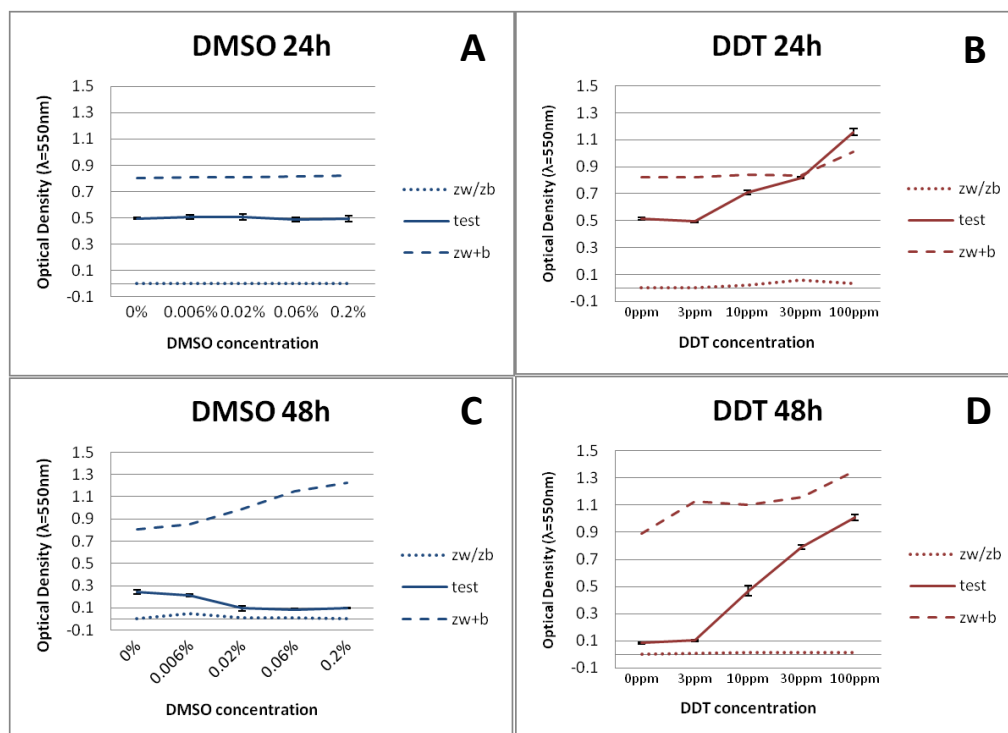 DMSO 24h
A
Optical Density (λ=550nm)
1.5
1.3
1.1
0.9
0.7
0.5
0.3
0.1
-0.1
0% 0.006% 0.02% 0.06% 0.2%
DMSO concentration
zw/zb
test
zw+b
DDT 24h
B
Optical Density (λ=550nm)
1.5
1.3
1.1
0.9
0.7
0.5
0.3
0.1
-0.1
0ppm 3ppm 10ppm 30ppm 100ppm
DDT concentration
zw/zb
test
zw+b
DMSO 48h
C
Optical Density (λ=550nm)
1.5
1.3
1.1
0.9
0.7
0.5
0.3
0.1
-0.1
0% 0.006% 0.02% 0.06% 0.2%
DMSO concentration
zw/zb
test
zw+b
DDT 48h
D
Optical Density (λ=550nm)
1.5
1.3
1.1
0.9
0.7
0.5
0.3
0.1
-0.1
0ppm 3ppm 10ppm 30ppm 100ppm
DDT concentration
zw/zb
test
zw+b